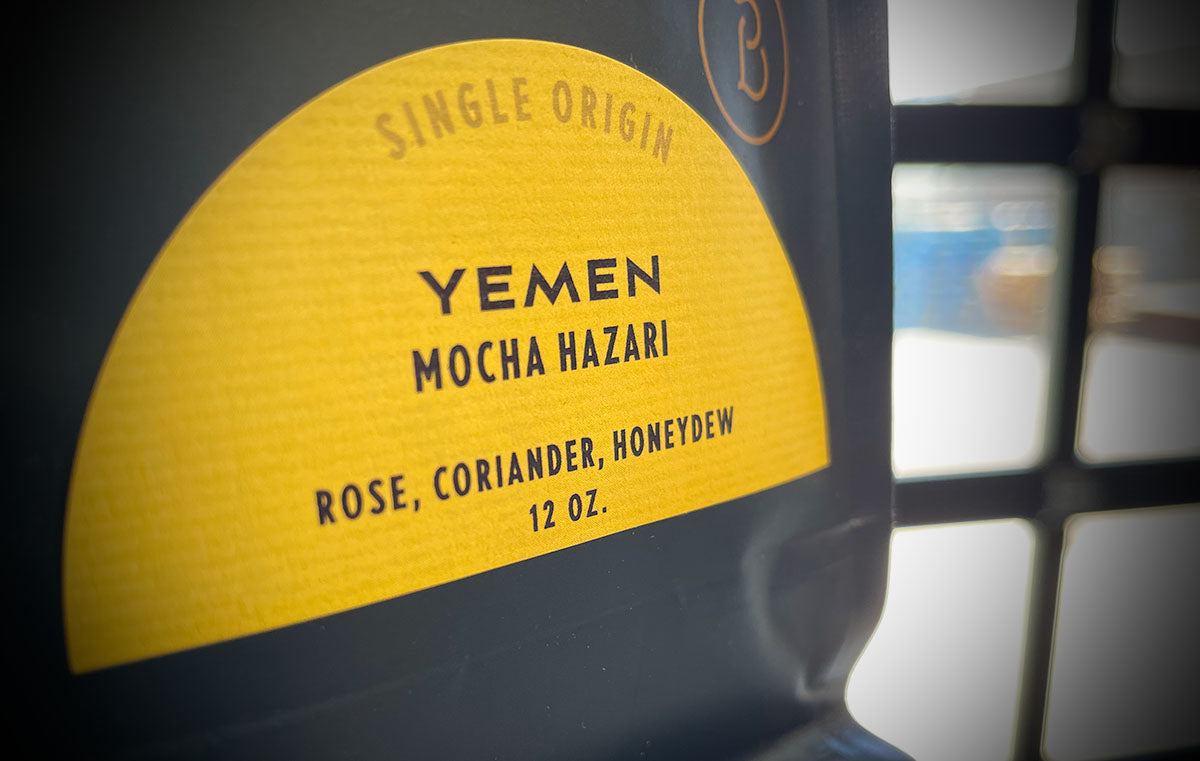 SINGLE ORIGIN
YEMEN
MOCHA HAZARI
ROSE, CORIANDER, HONEYDEW
12 OZ.